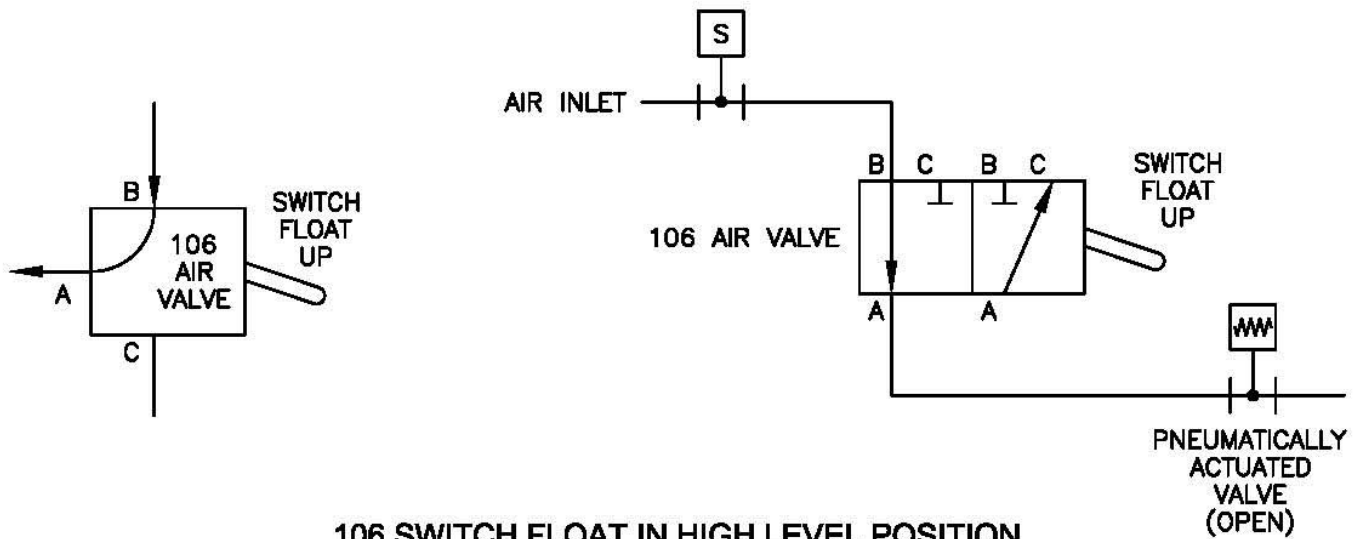 B
106
AIR
VALVE
A
C
SWITCH
FLOAT
UP
S
AIR INLET
B C B C
106 AIR VALVE
A A
SWITCH
FLOAT
UP
PNEUMATICALLY
ACTUATED
VALVE
(OPEN)
106 SWITCH FLOAT IN HIGH LEVEL POSITION